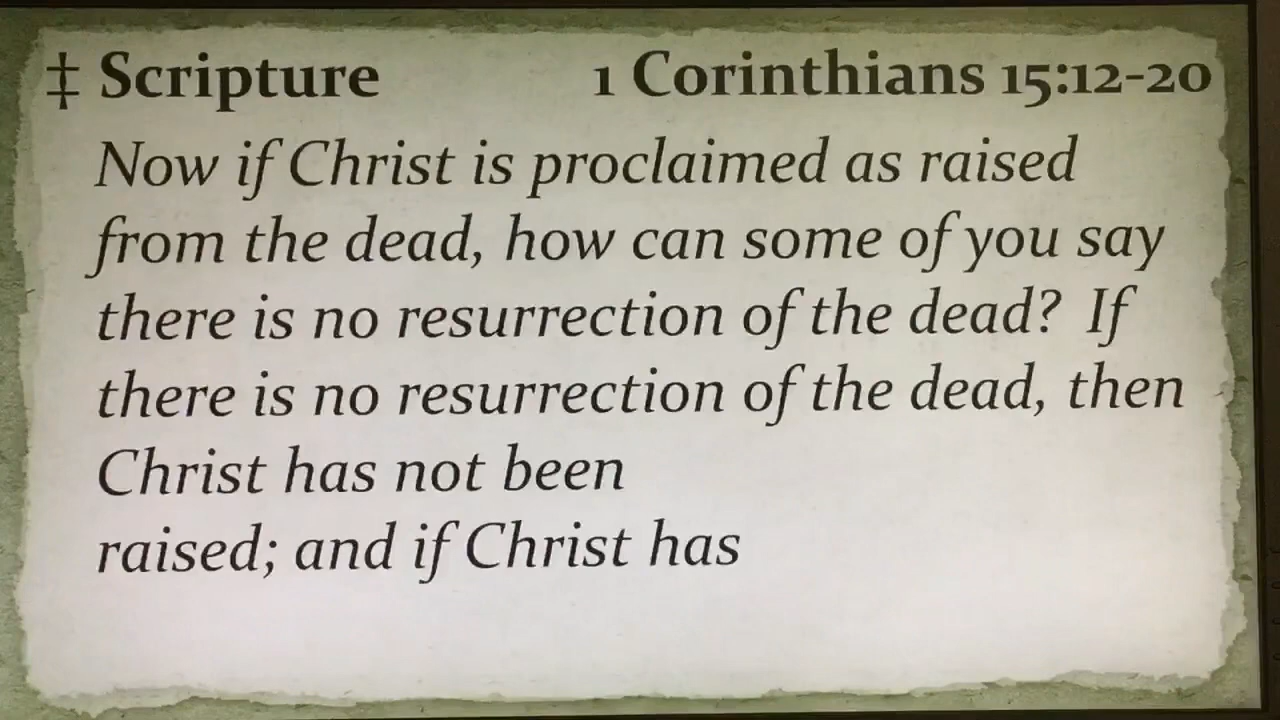 ‡ Scripture 1 Corinthians 15:12-20
Now if Christ is proclaimed as raised
from the dead, how can some of you say
there is no resurrection of the dead? If
there is no resurrection of the dead, then
Christ has not been
raised; and if Christ has